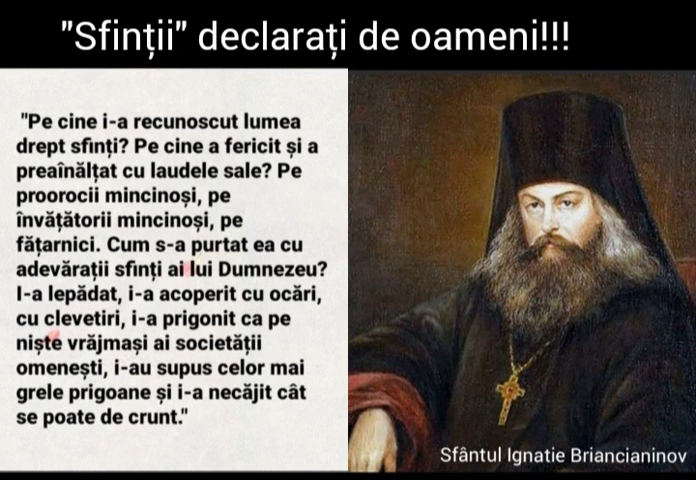 "Sfinții" declarați de oameni!!!
"Pe cine i-a recunoscut lumea
drept sfinți? Pe cine a fericit și a
preaînălțat cu laudele sale? Pe
proorocii mincinoși, pe
învățătorii mincinoși, pe
fățarnici. Cum s-a purtat ea cu
adevărații sfinți ai lui Dumnezeu?
I-a lepădat, i-a acoperit cu ocări,
cu clevetiri, i-a prigonit ca pe
niște vrăjmași ai societății
omenești, i-au supus celor mai
grele prigoane și i-a necăjit cât
se poate de crunt."
Sfântul Ignatie Briancianinov